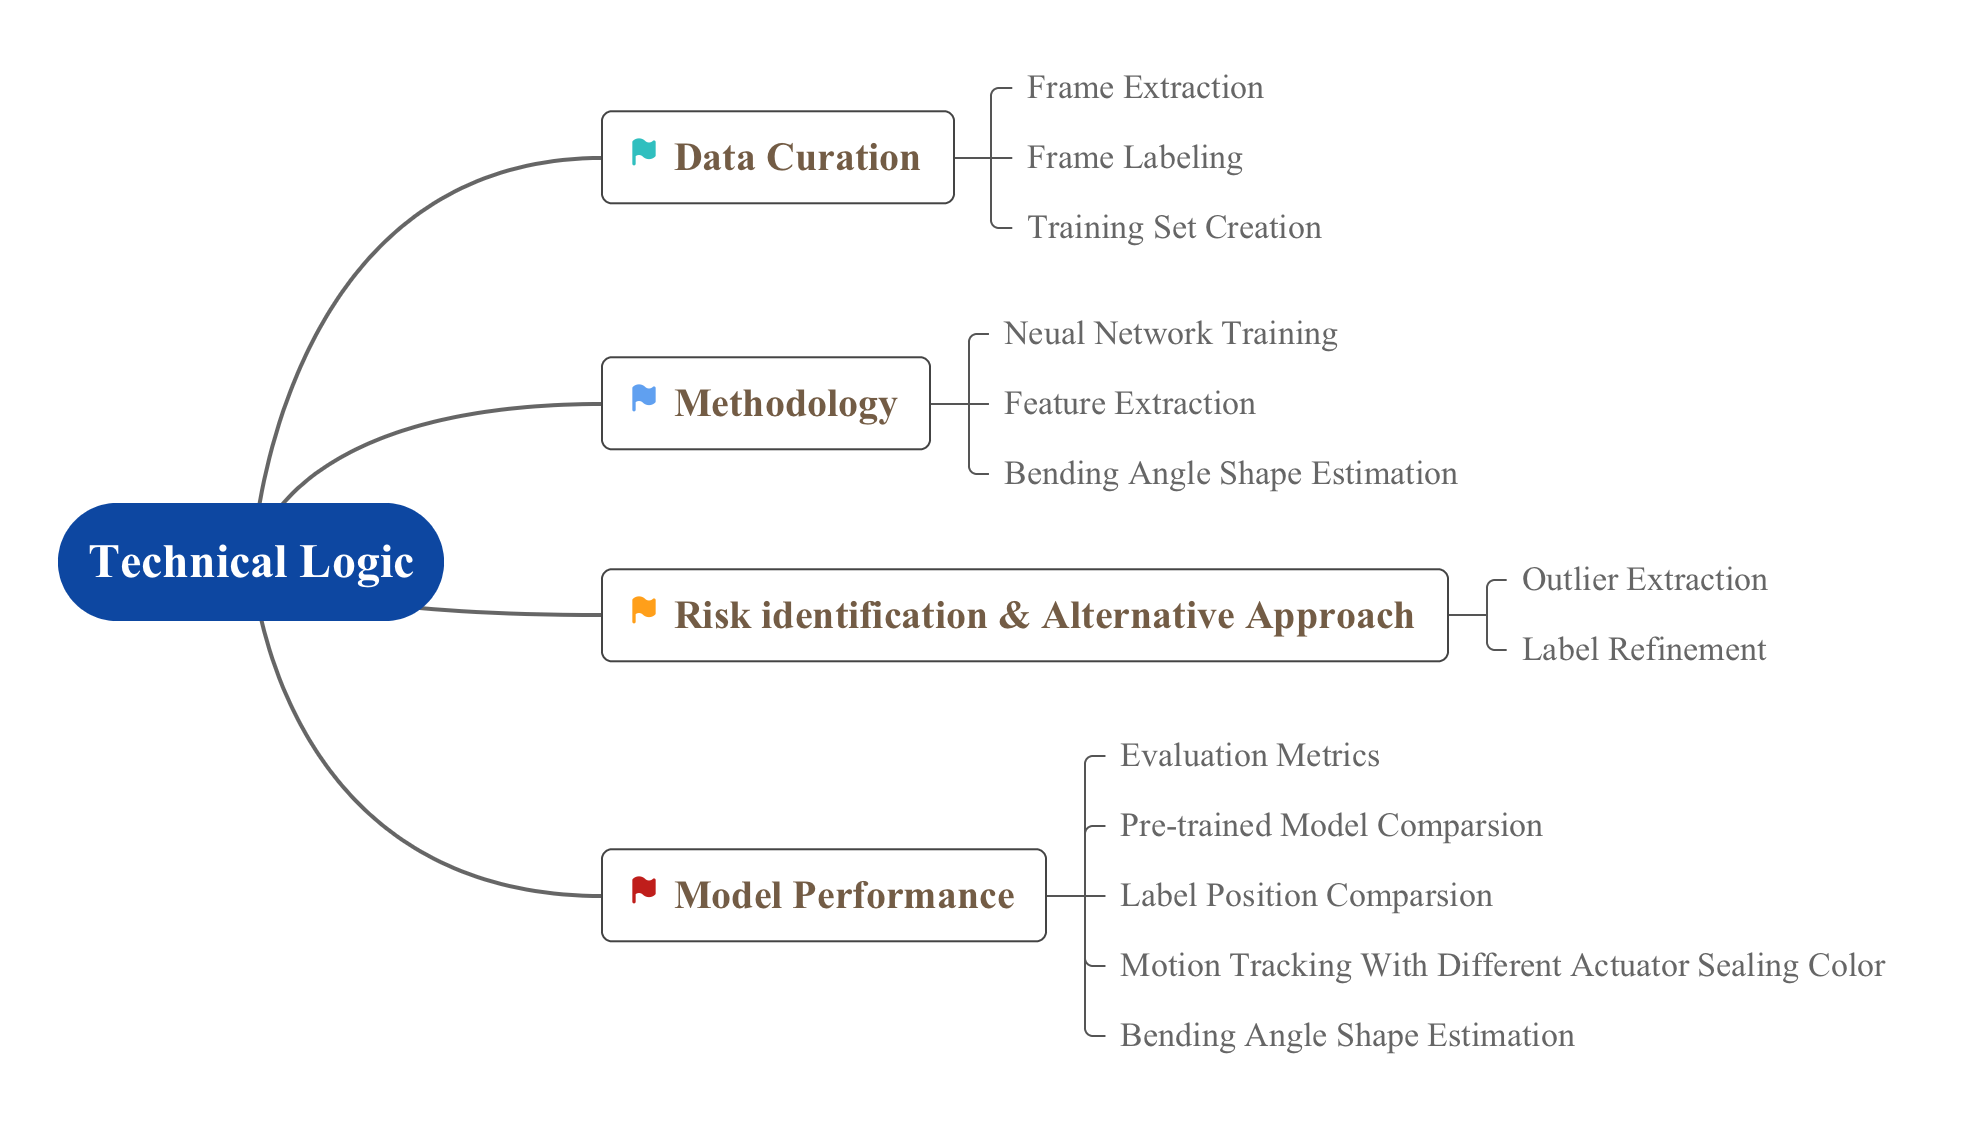 Technical Logic
Data Curation
Frame Extraction
Frame Labeling
Training Set Creation
Methodology
Neual Network Training
Feature Extraction
Bending Angle Shape Estimation
Risk identification & Alternative Approach
Outlier Extraction
Label Refinement
Model Performance
Evaluation Metrics
Pre-trained Model Comparsion
Label Position Comparsion
Motion Tracking With Different Actuator Sealing Color
Bending Angle Shape Estimation